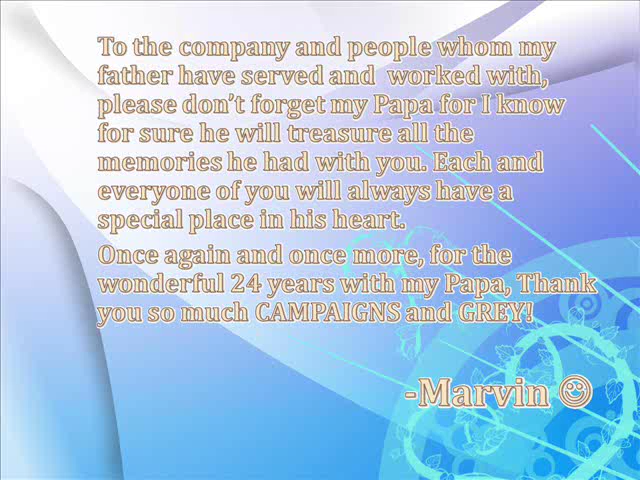 To the company and people whom my
father have served and  worked with,
please don't forget my Papa for I know
for sure he will treasure all the
memories he had with you. Each and
everyone of you will always have a
special place in his heart.
Once again and once more, for the
wonderful 24 years with my Papa, Thank
you so much CAMPAIGNS and GREY!
-Marvin ☺